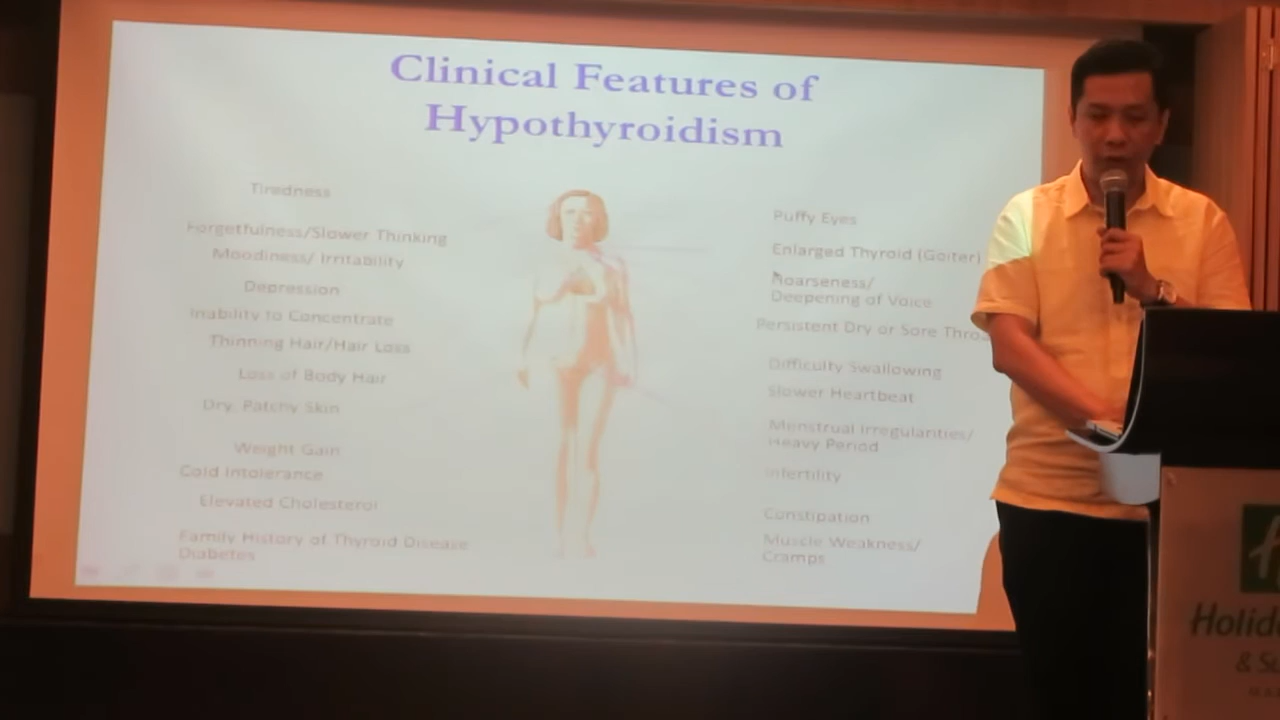 Clinical Features of
Hypothyroidism
Tiredness
Forgetfulness/Slower Thinking
Moodiness/ Irritability
Depression
Inability to Concentrate
Thinning Hair/Hair Loss
Loss of Body Hair
Dry, Patchy Skin
Weight Gain
Cold Intolerance
Elevated Cholesterol
Family History of Thyroid Disease
Diabetes
Puffy Eyes
Enlarged Thyroid (Goiter)
Hoarseness/
Deepening of Voice
Persistent Dry or Sore Thro
Difficulty Swallowing
Slower Heartbeat
Menstrual Irregularities/
Heavy Period
Infertility
Constipation
Muscle Weakness/
Cramps
Holid